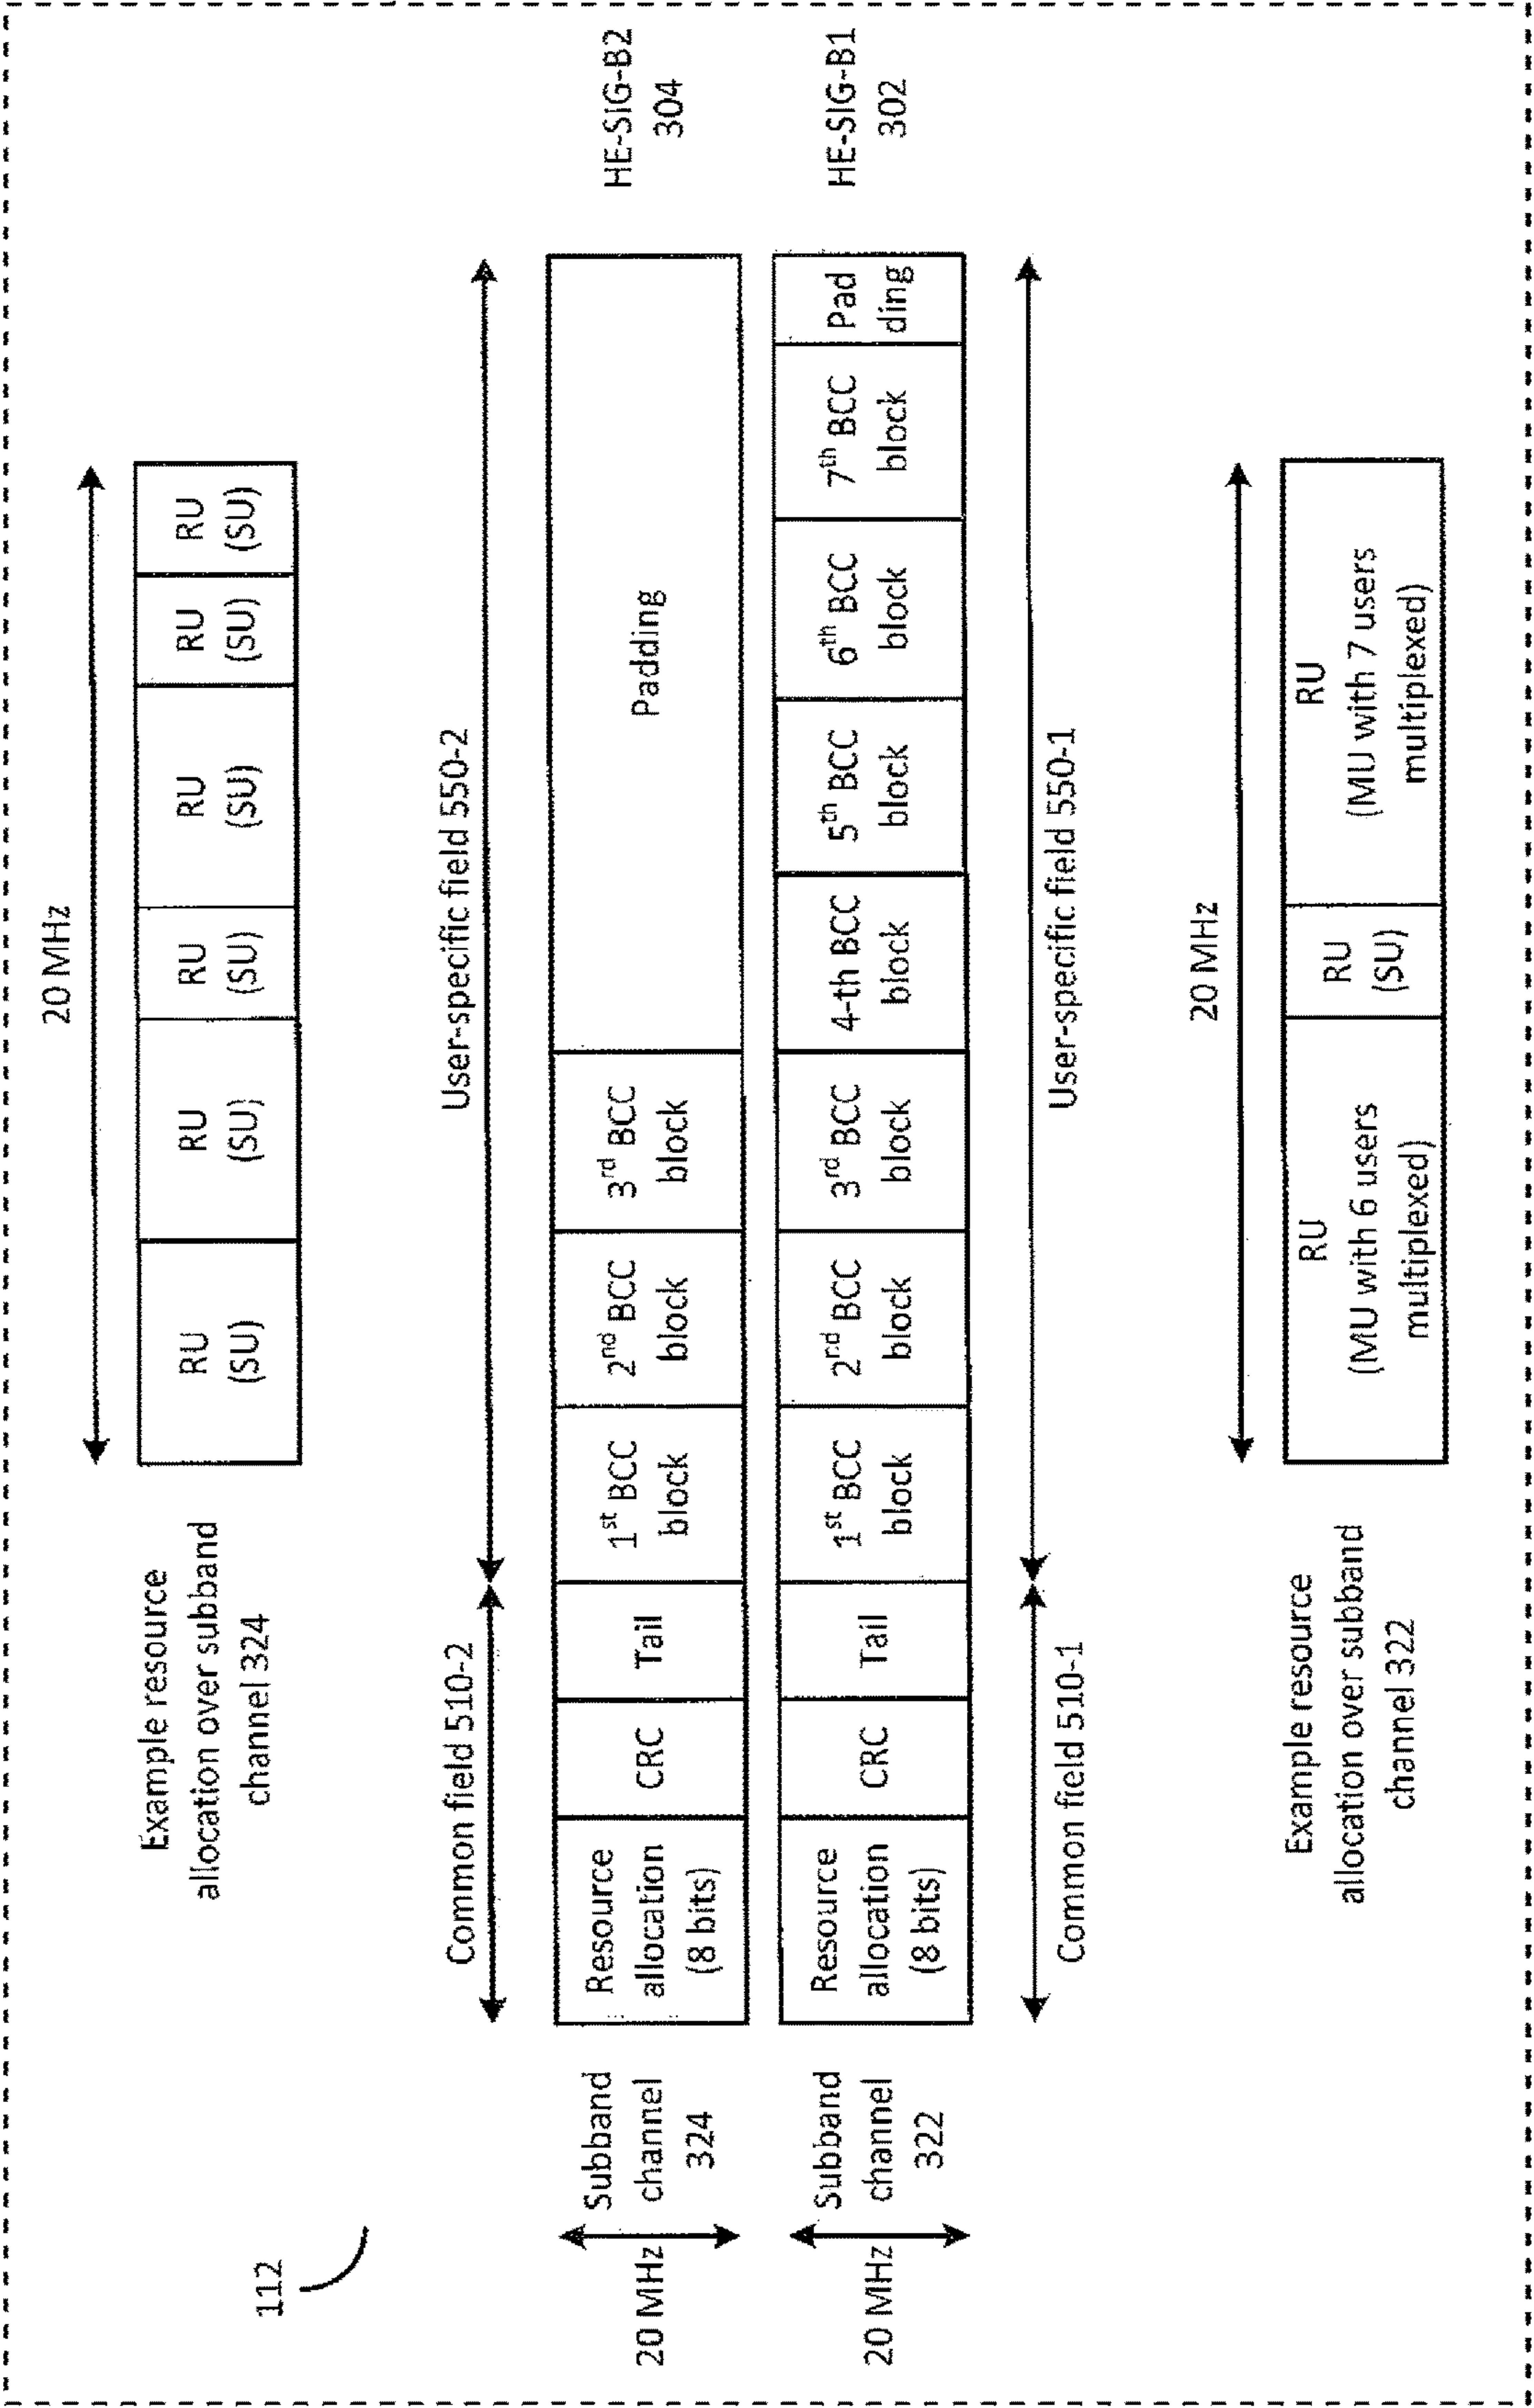 112
Example resource
allocation over subband
channel 324
20 MHz
RU
(SU)
RU
(SU)
RU
(SU)
RU
(SU)
RU
(SU)
RU
(SU)
Common field 510-2
User-specific field 550-2
20 MHz
Subband
channel
324
Resource
allocation
(8 bits)
CRC
Tail
1st BCC
block
2nd BCC
block
3rd BCC
block
Padding
HE-SIG-B2
304
20 MHz
Subband
channel
322
Resource
allocation
(8 bits)
CRC
Tail
1st BCC
block
2nd BCC
block
3rd BCC
block
4-th BCC
block
5th BCC
block
6th BCC
block
7th BCC
block
Pad
ding
HE-SIG-B1
302
Common field 510-1
User-specific field 550-1
Example resource
allocation over subband
channel 322
20 MHz
RU
(MU with 6 users
multiplexed)
RU
(SU)
RU
(MU with 7 users
multiplexed)